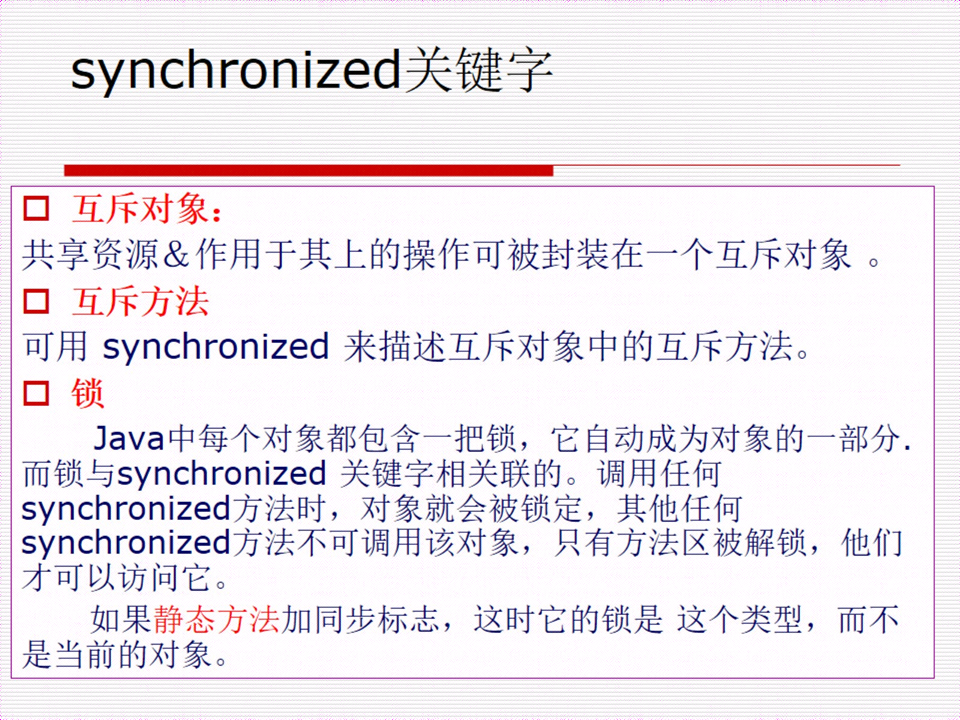 synchronized关键字
互斥对象：
共享资源＆作用于其上的操作可被封装在一个互斥对象 。
互斥方法
可用 synchronized 来描述互斥对象中的互斥方法。
锁
Java中每个对象都包含一把锁，它自动成为对象的一部分.
而锁与synchronized 关键字相关联的。调用任何
synchronized方法时，对象就会被锁定，其他任何
synchronized方法不可调用该对象，只有方法区被解锁，他们
才可以访问它。
如果静态方法加同步标志，这时它的锁是 这个类型，而不
是当前的对象。